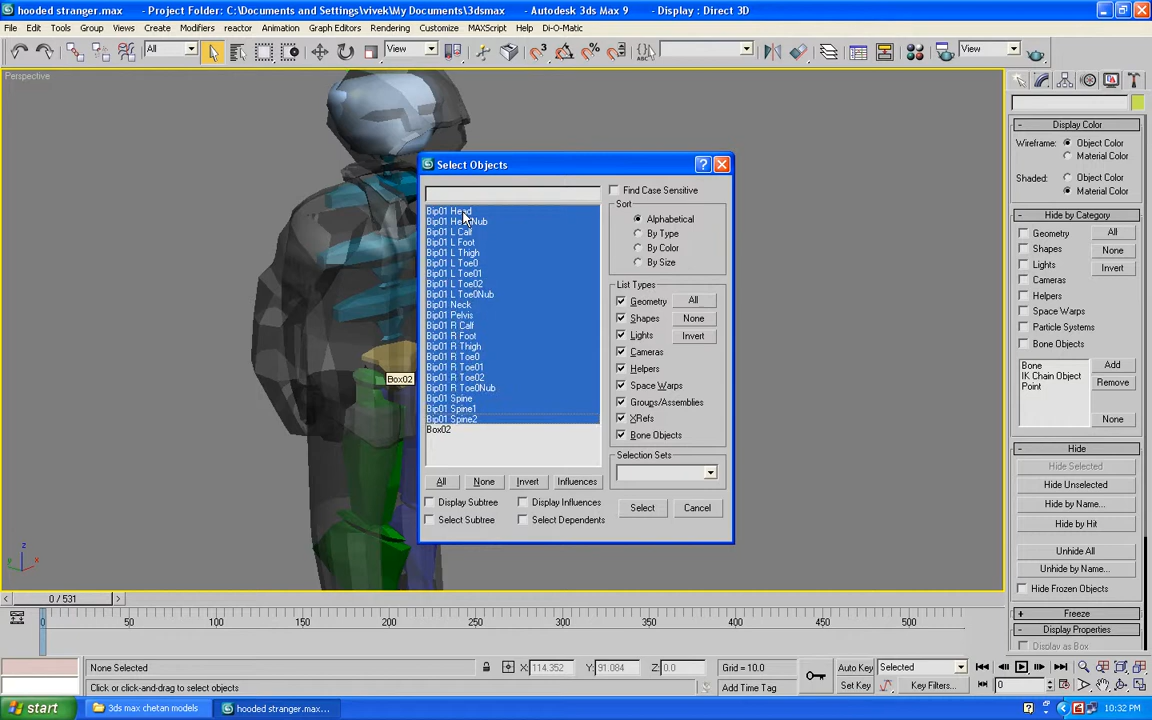 hooded stranger.max - Project Folder: C:\Documents and Settings\vivek\My Documents\3dsmax - Autodesk 3ds Max 9 - Display : Direct 3D
File Edit Tools Group Views Create Modifiers reactor Animation Graph Editors Rendering Customize MAXScript Help Di-O-Matic
All View View
Perspective
Select Objects
Find Case Sensitive
Sort
Alphabetical
By Type
By Color
By Size
Bip01 Head
Bip01 L Calf
Bip01 L Foot
Bip01 L Thigh
Bip01 L Toe0
Bip01 L Toe01
Bip01 L Toe02
Bip01 L Toe0Nub
Bip01 Neck
Bip01 Pelvis
Bip01 R Calf
Bip01 R Foot
Bip01 R Thigh
Bip01 R Toe0
Bip01 R Toe01
Bip01 R Toe02
Bip01 R Toe0Nub
Bip01 Spine
Bip01 Spine1
Bip01 Spine2
Box02
List Types
Geometry All
Shapes None
Lights Invert
Cameras
Helpers
Space Warps
Groups/Assemblies
XRefs
Bone Objects
Selection Sets
All None Invert Influences
Display Subtree Display Influences
Select Subtree Select Dependents
Select Cancel
Box02
Display Color
Wireframe: Object Color
Material Color
Shaded: Object Color
Material Color
Hide by Category
Geometry All
Shapes None
Lights Invert
Cameras
Helpers
Space Warps
Particle Systems
Bone Objects
Bone Add
IK Chain Object Remove
Point
None
Hide
Hide Selected
Hide Unselected
Hide by Name...
Hide by Hit
Unhide All
Unhide by Name...
Hide Frozen Objects
Freeze
Display Properties
Display as Box
z x
0 / 531
0 50 100 150 200 250 300 350 400 450 500
None Selected X: 114.352 Y: 91.084 Z: 0.0 Grid = 10.0 Auto Key Selected
Click or click-and-drag to select objects Add Time Tag Set Key Key Filters... 0
start 3ds max chetan models hooded stranger.max... 10:32 PM